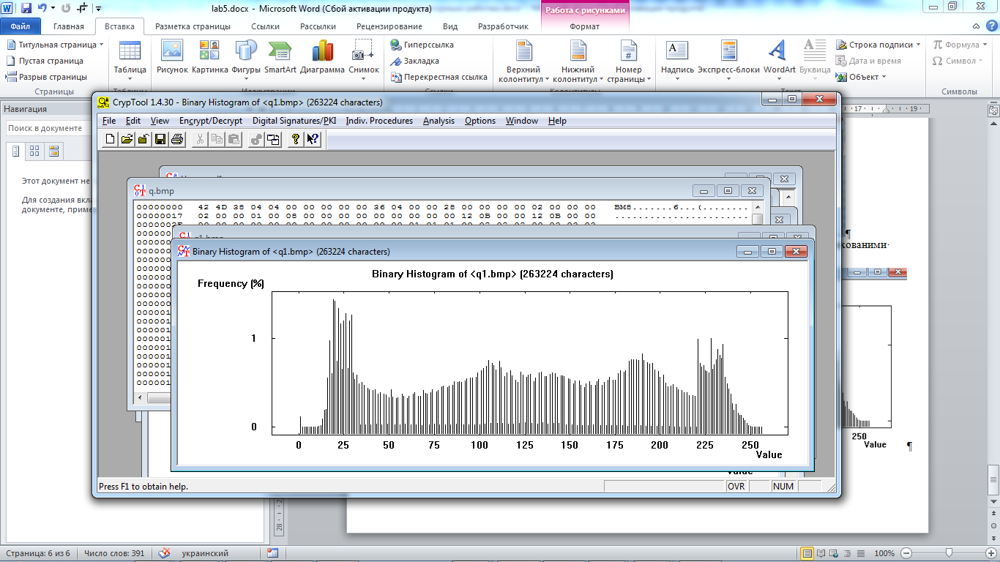 lab5.docx - Microsoft Word (Сбой активации продукта)
Работа с рисунками
Файл Главная Вставка Разметка страницы Ссылки Рассылки Рецензирование Вид Разработчик Формат
Титульная страница
Пустая страница
Разрыв страницы
Страницы
Таблица
Рисунок Картинка Фигуры SmartArt Диаграмма Снимок
Гиперссылка
Закладка
Перекрестная ссылка
Верхний колонтитул
Нижний колонтитул
Номер страницы
Надпись Экспресс-блоки WordArt Буквица
Строка подписи
Дата и время
Объект
Формула
Символ
Символы
Навигация
Поиск в документе
Этот документ не
Для создания вкла
документе, приме
CrypTool 1.4.30 - Binary Histogram of <q1.bmp> (263224 characters)
File Edit View Encrypt/Decrypt Digital Signatures/PKI Indiv. Procedures Analysis Options Window Help
q.bmp
00000000 42 4D 38 04 04 00 00 00 00 00 36 04 00 00 28 00 00 00 00 02 00 00 00 BM8.......6...(........
00000017 02 00 00 01 00 08 00 00 00 00 00 00 00 00 00 12 0B 00 00 12 0B 00 00 .......................
q1.bmp
Binary Histogram of <q1.bmp> (263224 characters)
Binary Histogram of <q1.bmp> (263224 characters)
Frequency (%)
1
0
0 25 50 75 100 125 150 175 200 225 250
Value
Press F1 to obtain help.
OVR NUM
17 19
¶
хованими·
250
Value
¶
Страница: 6 из 6 Число слов: 391 украинский 100%